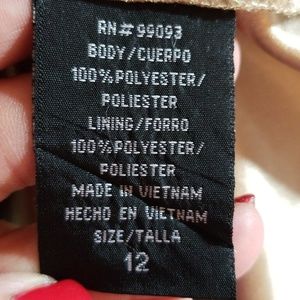 RN#99093
BODY/CUERPO
100%POLYESTER/
POLIESTER
LINING/FORRO
100%POLYESTER/
POLIESTER
MADE IN VIETNAM
HECHO EN VIETNAM
SIZE/TALLA
12